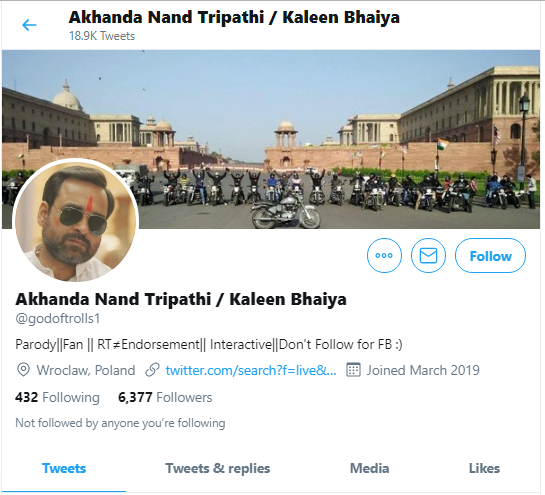 Akhanda Nand Tripathi / Kaleen Bhaiya
18.9K Tweets
Follow
Akhanda Nand Tripathi / Kaleen Bhaiya
@godoftrolls1
Parody||Fan || RT≠Endorsement|| Interactive||Don't Follow for FB :)
Wroclaw, Poland twitter.com/search?f=live&... Joined March 2019
432 Following 6,377 Followers
Not followed by anyone you're following
Tweets Tweets & replies Media Likes